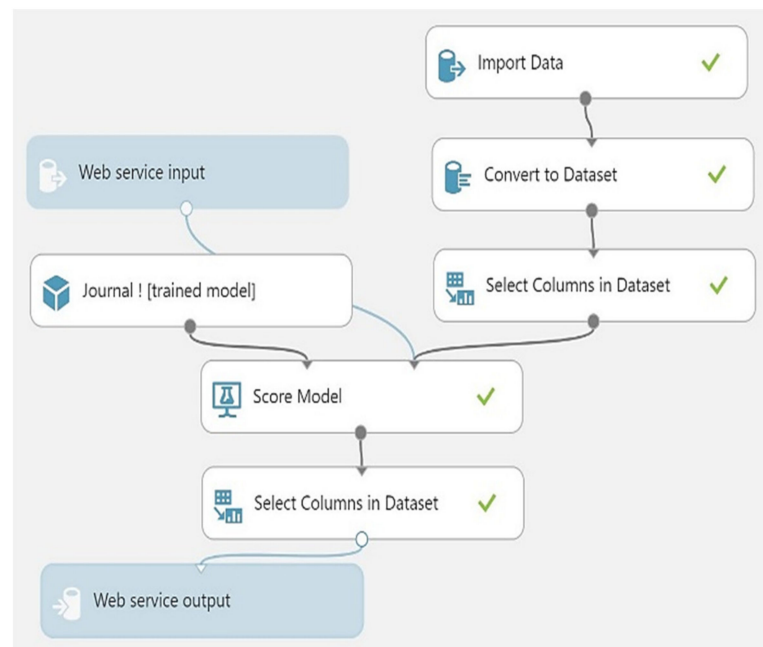 Import Data
Web service input
Convert to Dataset
Journal ! [trained model]
Select Columns in Dataset
Score Model
Select Columns in Dataset
Web service output